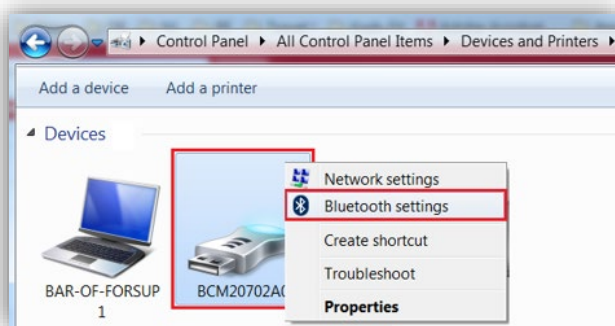 Control Panel ▸ All Control Panel Items ▸ Devices and Printers ▸
Add a device Add a printer
Devices
Network settings
Bluetooth settings
Create shortcut
Troubleshoot
Properties
BAR-OF-FORSUP
1
BCM20702A0